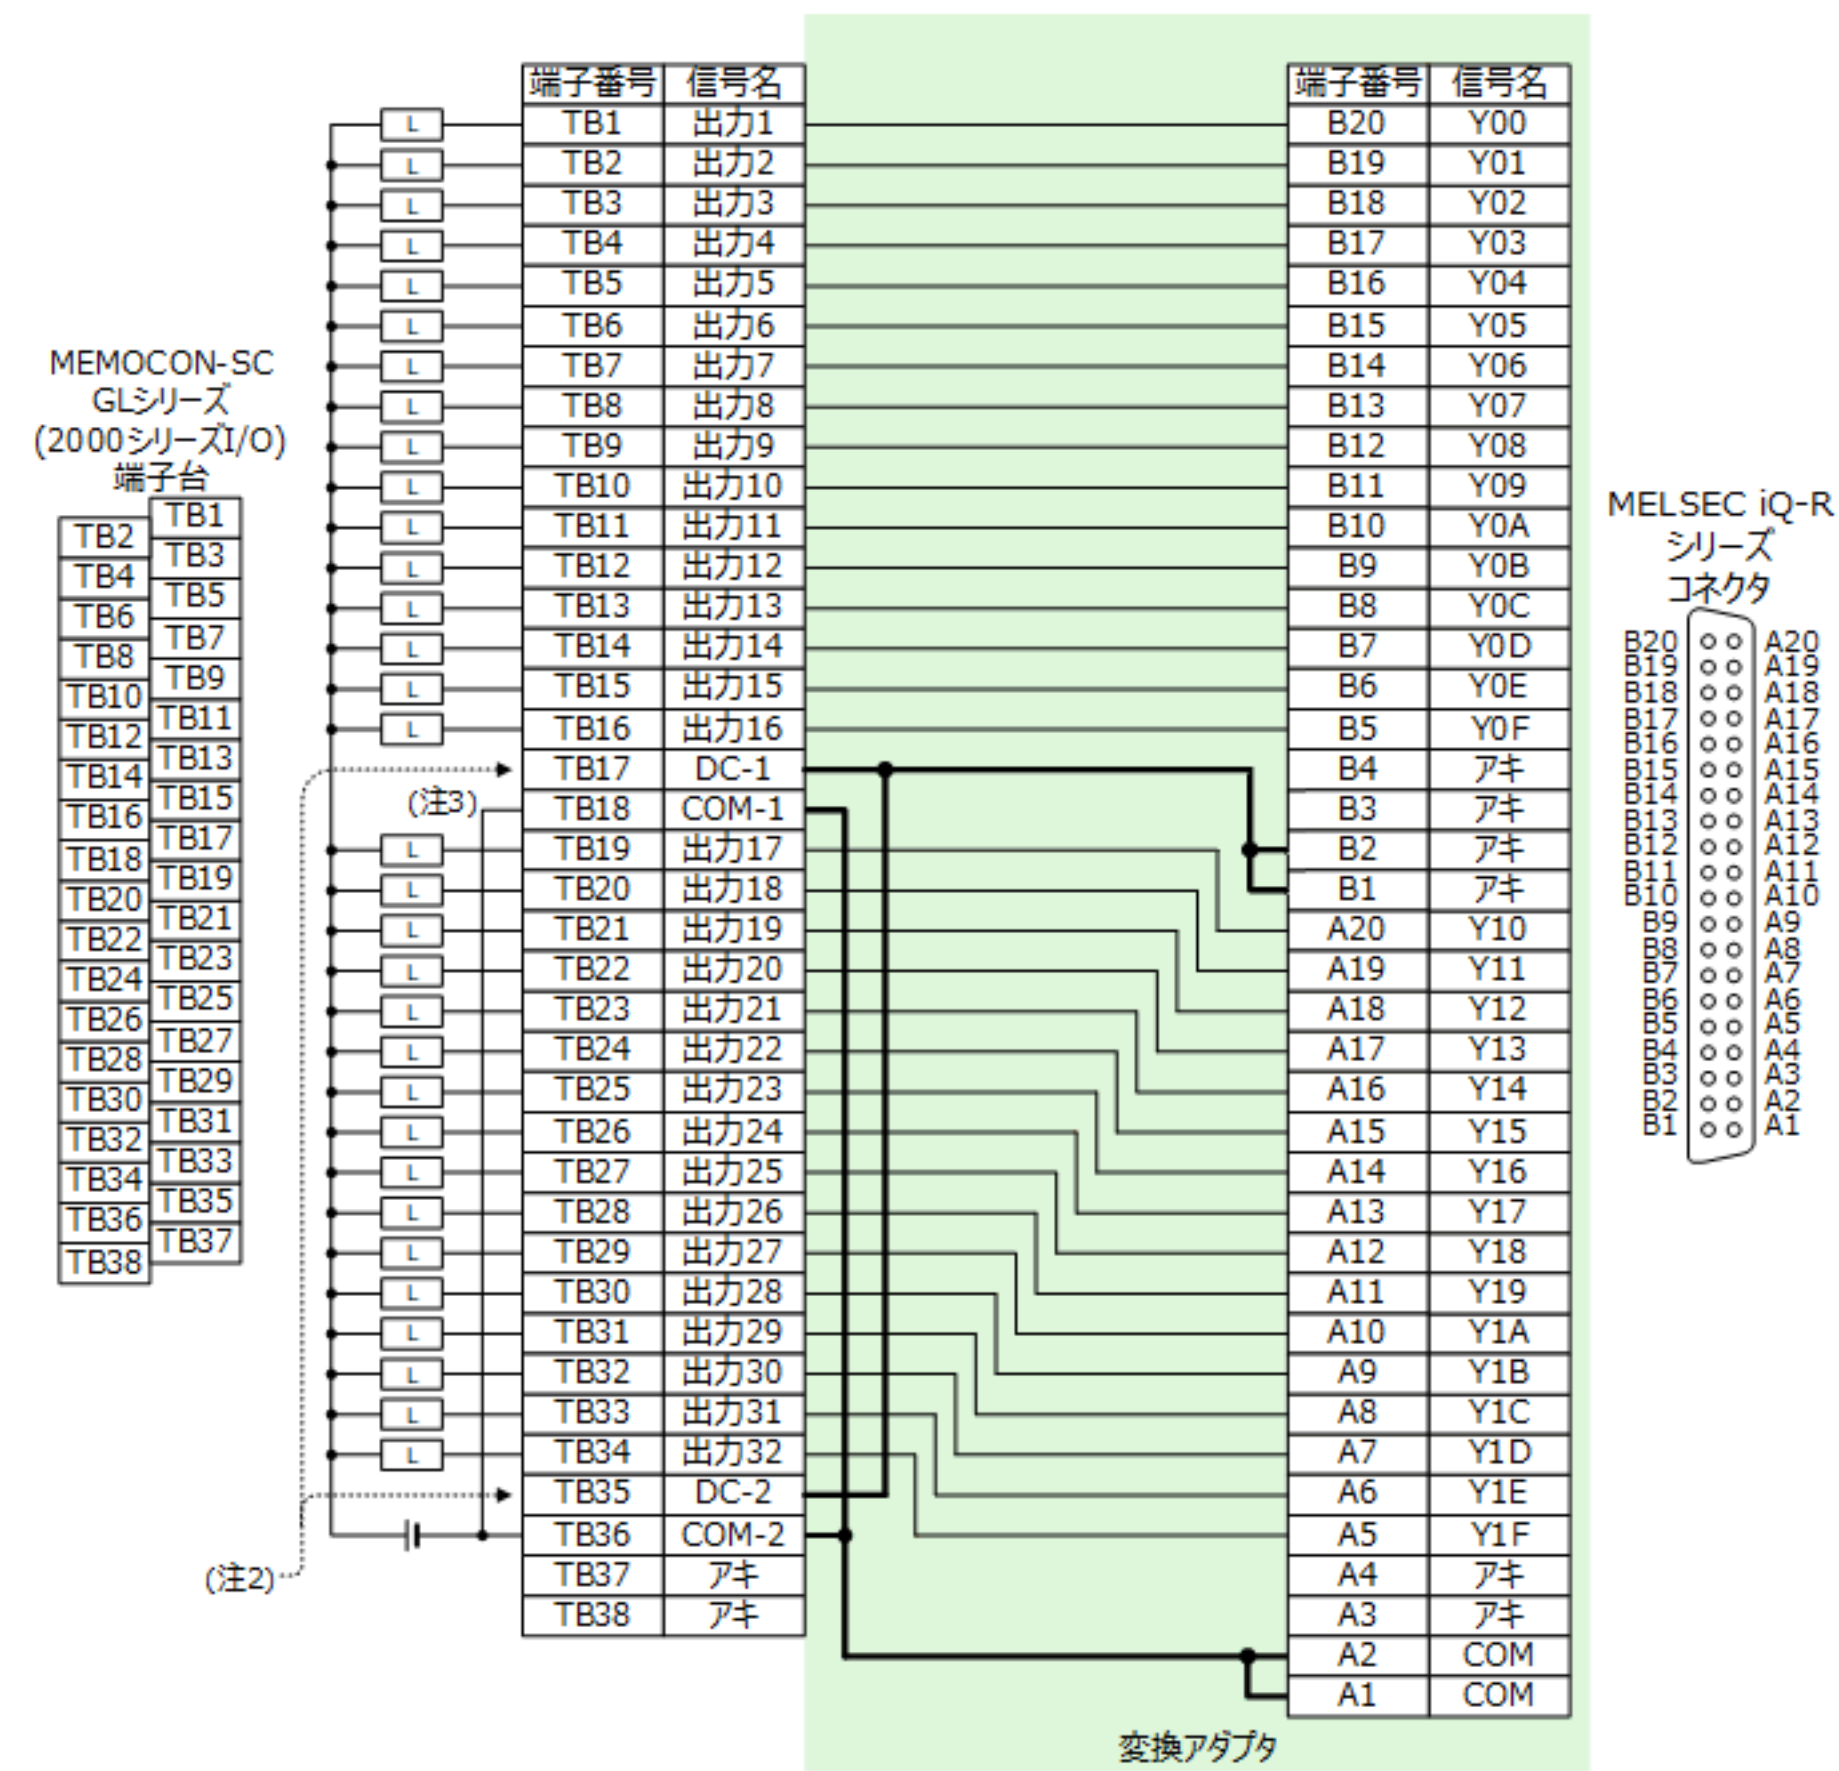 MEMOCON-SC
GLシリーズ
(2000シリーズI/O)
端子台
TB1
TB2
TB3
TB4
TB5
TB6
TB7
TB8
TB9
TB10
TB11
TB12
TB13
TB14
TB15
TB16
TB17
TB18
TB19
TB20
TB21
TB22
TB23
TB24
TB25
TB26
TB27
TB28
TB29
TB30
TB31
TB32
TB33
TB34
TB35
TB36
TB37
TB38
端子番号 信号名 端子番号 信号名
L TB1 出力1 B20 Y00
L TB2 出力2 B19 Y01
L TB3 出力3 B18 Y02
L TB4 出力4 B17 Y03
L TB5 出力5 B16 Y04
L TB6 出力6 B15 Y05
L TB7 出力7 B14 Y06
L TB8 出力8 B13 Y07
L TB9 出力9 B12 Y08
L TB10 出力10 B11 Y09
L TB11 出力11 B10 Y0A
L TB12 出力12 B9 Y0B
L TB13 出力13 B8 Y0C
L TB14 出力14 B7 Y0D
L TB15 出力15 B6 Y0E
L TB16 出力16 B5 Y0F
TB17 DC-1 B4 アキ
(注3) TB18 COM-1 B3 アキ
L TB19 出力17 B2 アキ
L TB20 出力18 B1 アキ
L TB21 出力19 A20 Y10
L TB22 出力20 A19 Y11
L TB23 出力21 A18 Y12
L TB24 出力22 A17 Y13
L TB25 出力23 A16 Y14
L TB26 出力24 A15 Y15
L TB27 出力25 A14 Y16
L TB28 出力26 A13 Y17
L TB29 出力27 A12 Y18
L TB30 出力28 A11 Y19
L TB31 出力29 A10 Y1A
L TB32 出力30 A9 Y1B
L TB33 出力31 A8 Y1C
L TB34 出力32 A7 Y1D
TB35 DC-2 A6 Y1E
TB36 COM-2 A5 Y1F
(注2) TB37 アキ A4 アキ
TB38 アキ A3 アキ
A2 COM
A1 COM
変換アダプタ
MELSEC iQ-R
シリーズ
コネクタ
B20 A20
B19 A19
B18 A18
B17 A17
B16 A16
B15 A15
B14 A14
B13 A13
B12 A12
B11 A11
B10 A10
B9 A9
B8 A8
B7 A7
B6 A6
B5 A5
B4 A4
B3 A3
B2 A2
B1 A1